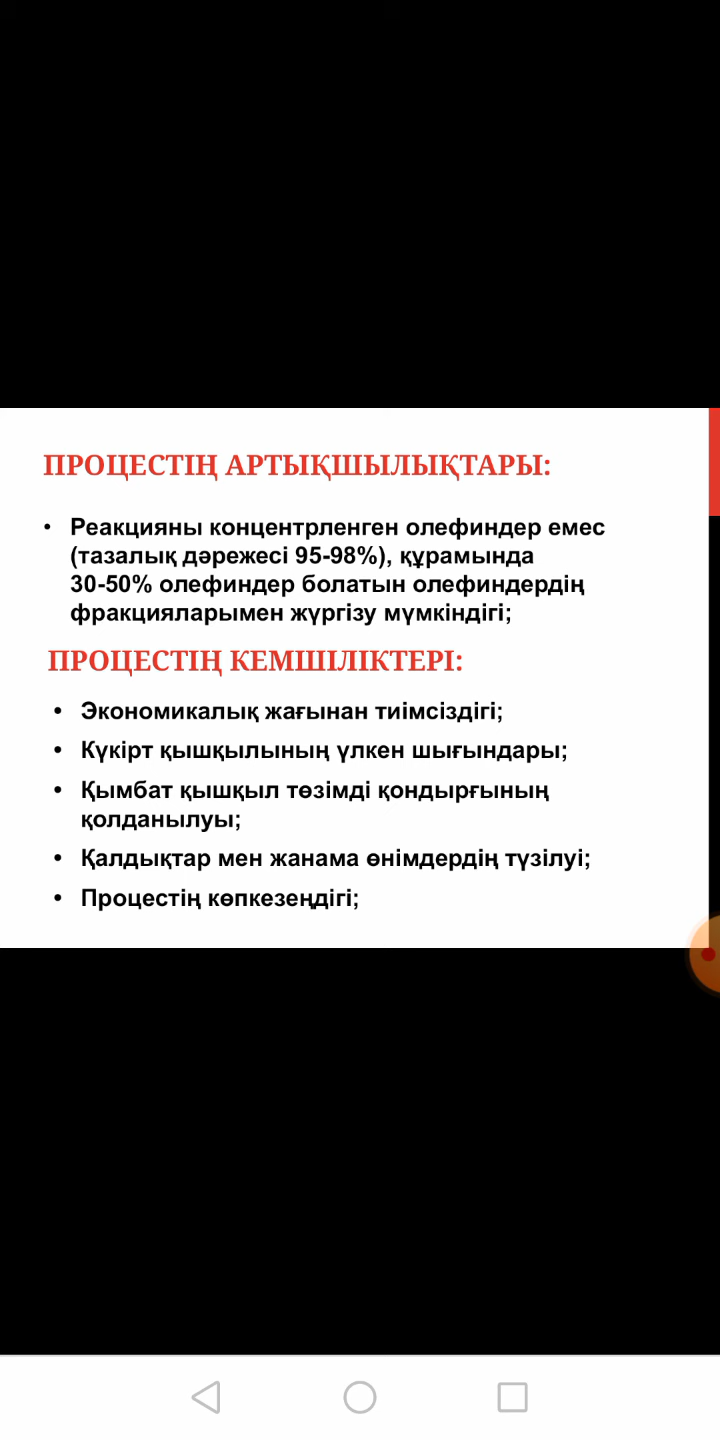 ПРОЦЕСТІҢ АРТЫҚШЫЛЫҚТАРЫ:
• Реакцияны концентрленген олефиндер емес
(тазалық дәрежесі 95-98%), құрамында
30-50% олефиндер болатын олефиндердің
фракцияларымен жүргізу мүмкіндігі;
ПРОЦЕСТІҢ КЕМШІЛІКТЕРІ:
• Экономикалық жағынан тиімсіздігі;
• Күкірт қышқылының үлкен шығындары;
• Қымбат қышқыл төзімді қондырғының
қолданылуы;
• Қалдықтар мен жанама өнімдердің түзілуі;
• Процестің көпкезеңдігі;